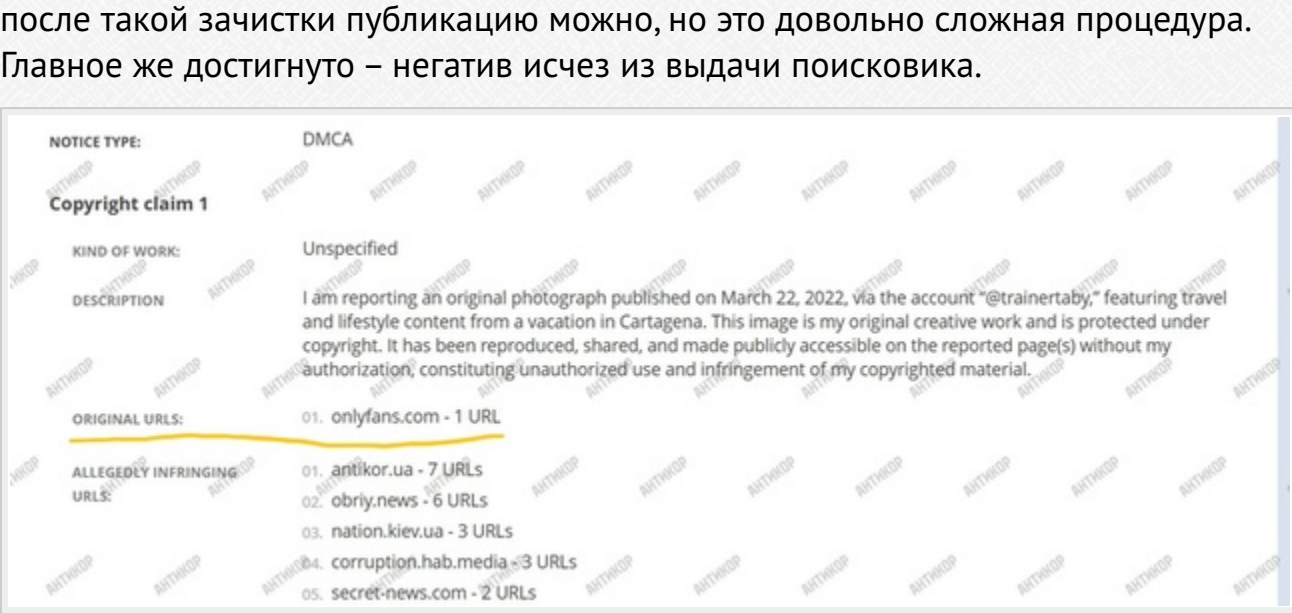 после такой зачистки публикацию можно, но это довольно сложная процедура.
Главное же достигнуто – негатив исчез из выдачи поисковика.
NOTICE TYPE: DMCA
Copyright claim 1
KIND OF WORK: Unspecified
DESCRIPTION I am reporting an original photograph published on March 22, 2022, via the account "@trainertaby," featuring travel
and lifestyle content from a vacation in Cartagena. This image is my original creative work and is protected under
copyright. It has been reproduced, shared, and made publicly accessible on the reported page(s) without my
authorization, constituting unauthorized use and infringement of my copyrighted material.
ORIGINAL URLS: 01. onlyfans.com - 1 URL
ALLEGEDLY INFRINGING URLS: 01. antikor.ua - 7 URLs
02. obriy.news - 6 URLs
03. nation.kiev.ua - 3 URLs
04. corruption.hab.media - 3 URLs
05. secret-news.com - 2 URLs
АНТИКОР